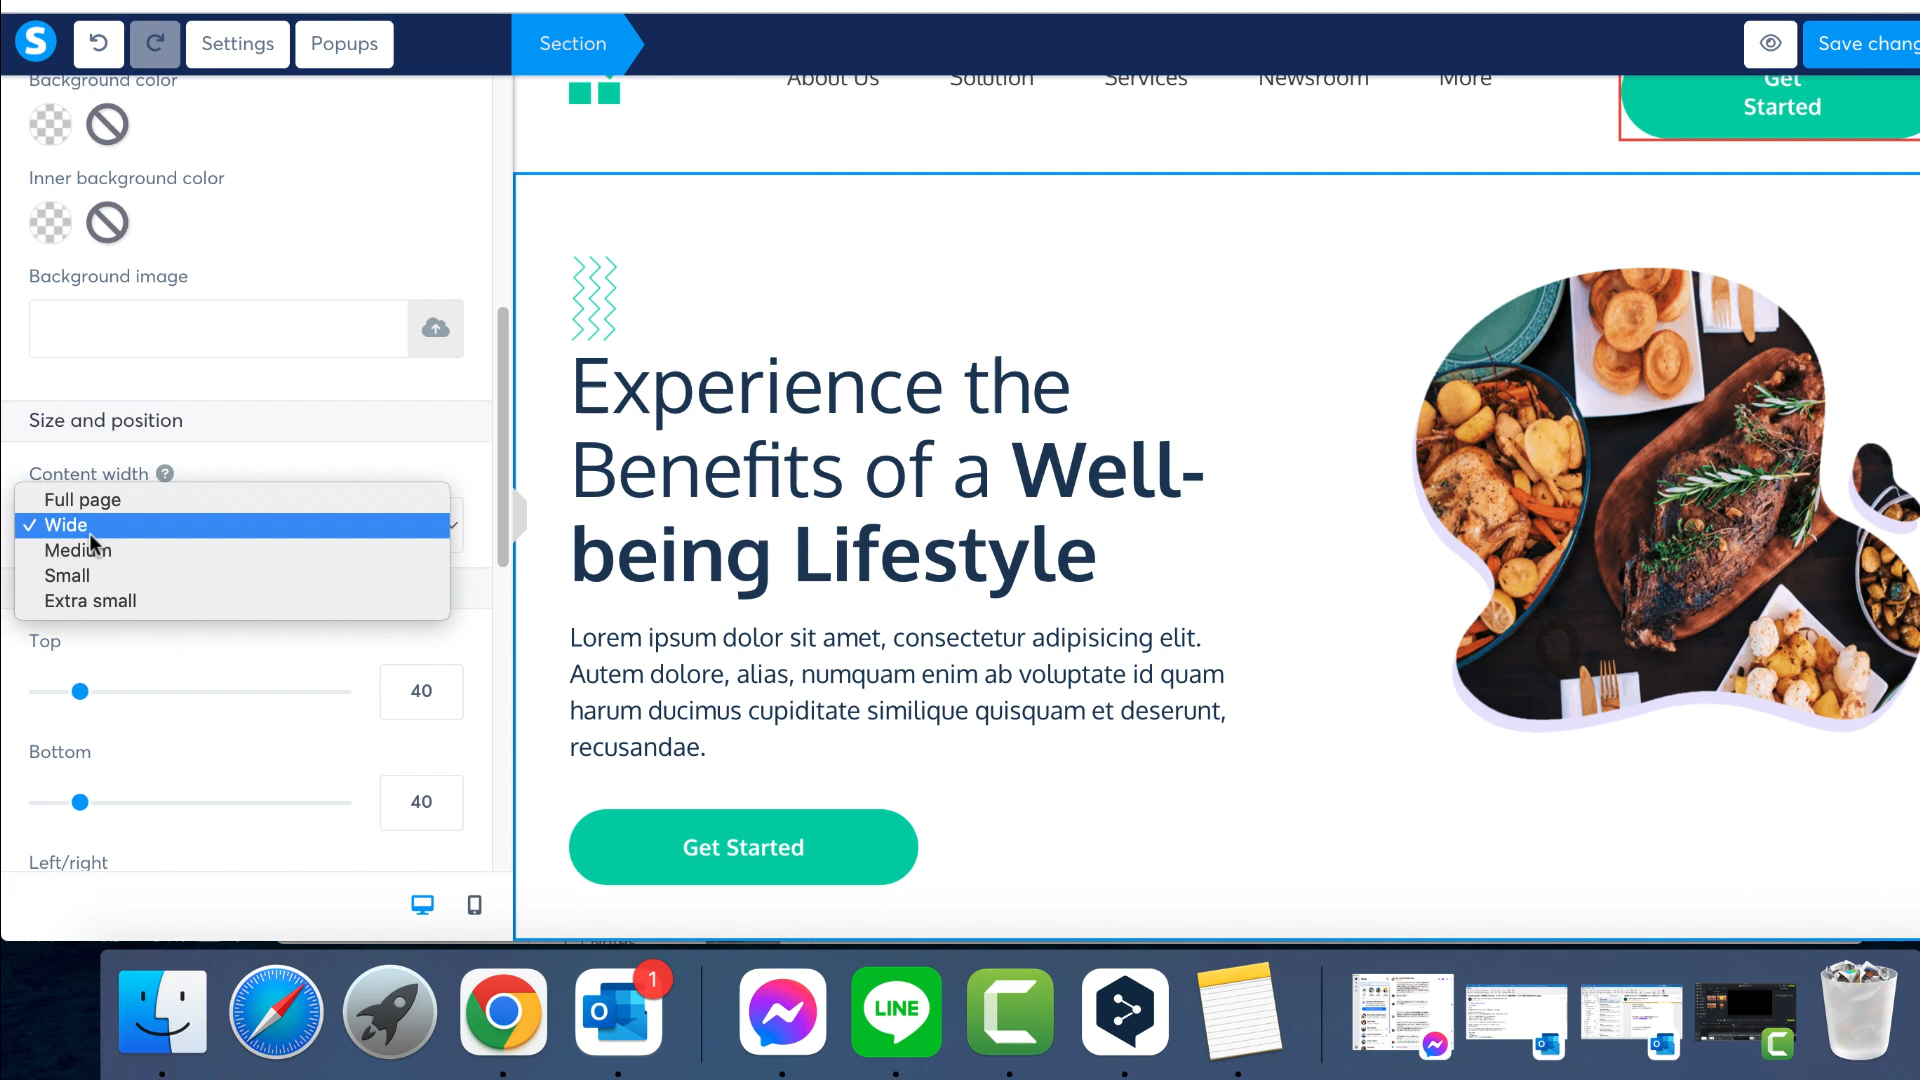 S
Settings
Popups
Section
Save chang
Background color
Inner background color
Background image
Size and position
Content width ?
Full page
✓ Wide
Medium
Small
Extra small
Top
40
Bottom
40
Left/right
About Us
Solution
Services
Newsroom
More
Get
Started
Experience the
Benefits of a Well-
being Lifestyle
Lorem ipsum dolor sit amet, consectetur adipisicing elit.
Autem dolore, alias, numquam enim ab voluptate id quam
harum ducimus cupiditate similique quisquam et deserunt,
recusandae.
Get Started
1
LINE